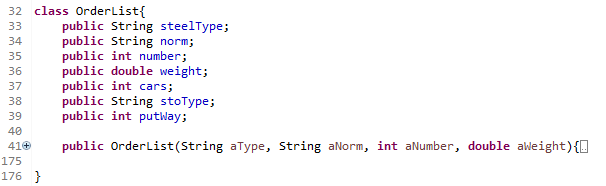 32 class OrderList{
33 public String steelType;
34 public String norm;
35 public int number;
36 public double weight;
37 public int cars;
38 public String stoType;
39 public int putWay;
40
41 public OrderList(String aType, String aNorm, int aNumber, double aWeight){
175
176 }